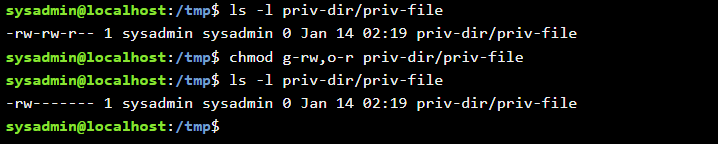 sysadmin@localhost:/tmp$ ls -l priv-dir/priv-file
-rw-rw-r-- 1 sysadmin sysadmin 0 Jan 14 02:19 priv-dir/priv-file
sysadmin@localhost:/tmp$ chmod g-rw,o-r priv-dir/priv-file
sysadmin@localhost:/tmp$ ls -l priv-dir/priv-file
-rw------- 1 sysadmin sysadmin 0 Jan 14 02:19 priv-dir/priv-file
sysadmin@localhost:/tmp$